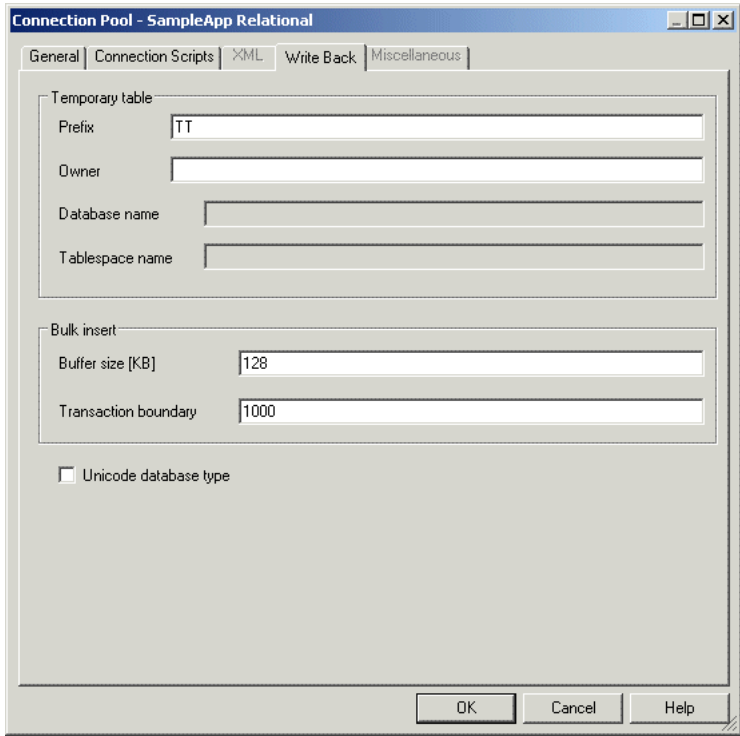 Connection Pool - SampleApp Relational
General Connection Scripts XML Write Back Miscellaneous
Temporary table
Prefix TT
Owner
Database name
Tablespace name
Bulk insert
Buffer size [KB] 128
Transaction boundary 1000
Unicode database type
OK Cancel Help